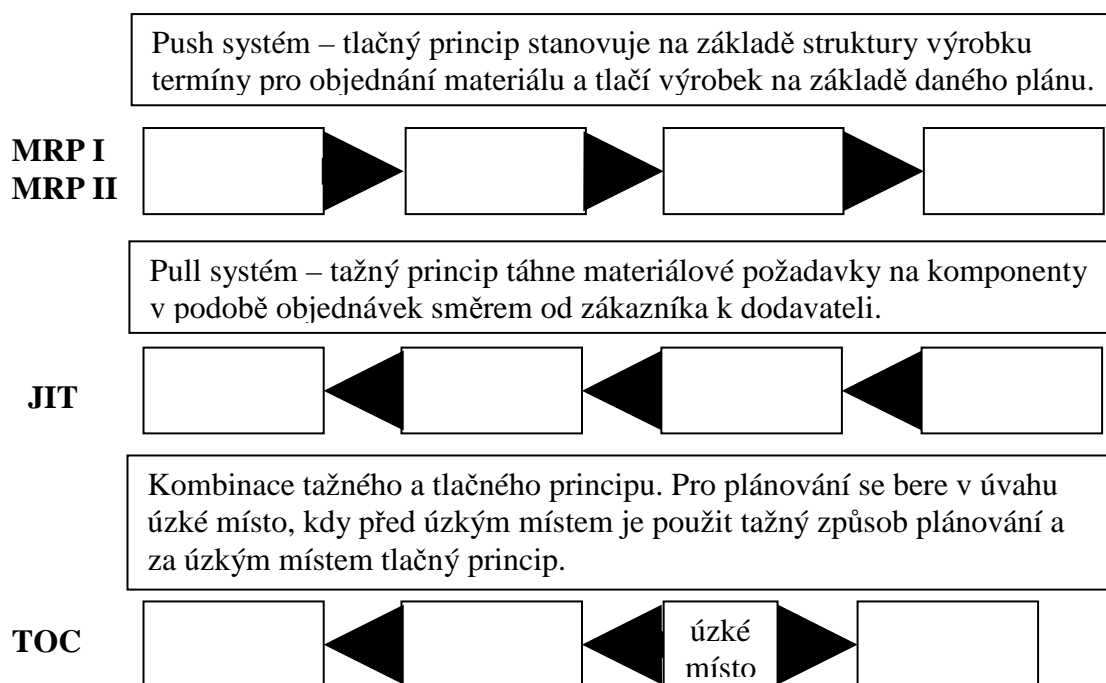 Push systém – tlačný princip stanovuje na základě struktury výrobku
termíny pro objednání materiálu a tlačí výrobek na základě daného plánu.
MRP I
MRP II
Pull systém – tažný princip táhne materiálové požadavky na komponenty
v podobě objednávek směrem od zákazníka k dodavateli.
JIT
Kombinace tažného a tlačného principu. Pro plánování se bere v úvahu
úzké místo, kdy před úzkým místem je použit tažný způsob plánování a
za úzkým místem tlačný princip.
TOC
úzké
místo